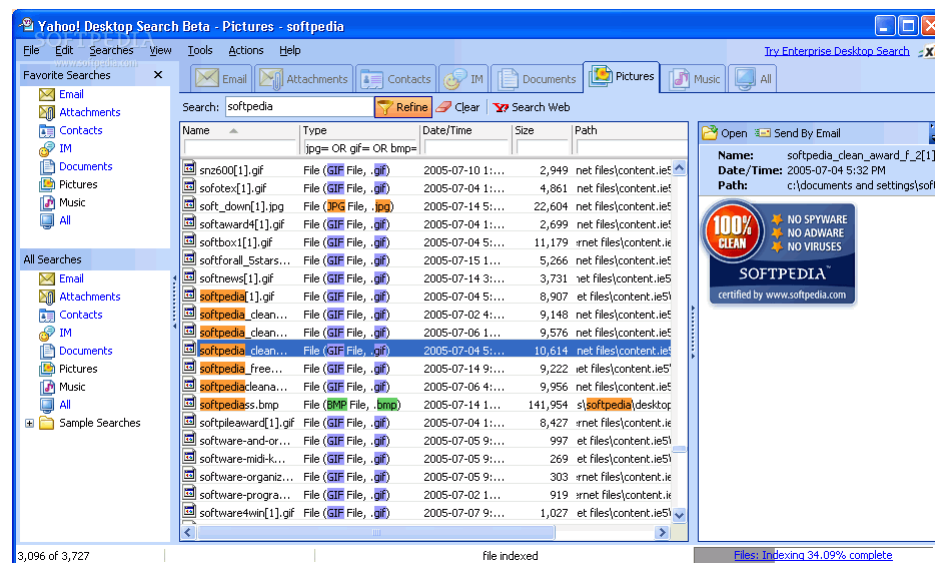 Yahoo! Desktop Search Beta - Pictures - softpedia
SOFTPEDIA
www.softpedia.com
File Edit Searches View Tools Actions Help Try Enterprise Desktop Search
Favorite Searches
Email
Attachments
Contacts
IM
Documents
Pictures
Music
All
All Searches
Email
Attachments
Contacts
IM
Documents
Pictures
Music
All
Sample Searches
Email Attachments Contacts IM Documents Pictures Music All
Search: softpedia Refine Clear Search Web
Name Type Date/Time Size Path
jpg= OR gif= OR bmp=
snz600[1].gif File (GIF File, .gif) 2005-07-10 1:... 2,949 net files\content.ie5
sofotex[1].gif File (GIF File, .gif) 2005-07-04 1:... 4,861 net files\content.ie5
soft_down[1].jpg File (JPG File, .jpg) 2005-07-14 5:... 22,604 net files\content.ie5
softaward4[1].gif File (GIF File, .gif) 2005-07-04 1:... 2,699 net files\content.ie5
softbox1[1].gif File (GIF File, .gif) 2005-07-04 5:... 11,179 ernet files\content.ie
softforall_5stars... File (GIF File, .gif) 2005-07-15 1... 5,266 net files\content.ie5
softnews[1].gif File (GIF File, .gif) 2005-07-14 3:... 3,731 net files\content.ie5
softpedia[1].gif File (GIF File, .gif) 2005-07-04 5:... 8,907 et files\content.ie5\
softpedia_clean... File (GIF File, .gif) 2005-07-02 4:... 9,148 net files\content.ie5
softpedia_clean... File (GIF File, .gif) 2005-07-06 1... 9,576 net files\content.ie5
softpedia_clean... File (GIF File, .gif) 2005-07-04 5:... 10,614 net files\content.ie5
softpedia_free... File (GIF File, .gif) 2005-07-14 9:... 9,222 net files\content.ie5
softpediacleana... File (GIF File, .gif) 2005-07-06 4:... 9,956 net files\content.ie5
softpediass.bmp File (BMP File, .bmp) 2005-07-14 1... 141,954 s\softpedia\desktop
softpileaward[1].gif File (GIF File, .gif) 2005-07-04 1:... 8,427 ernet files\content.ie
software-and-or... File (GIF File, .gif) 2005-07-05 9:... 997 et files\content.ie5\
software-midi-k... File (GIF File, .gif) 2005-07-05 9:... 269 et files\content.ie5\
software-organiz... File (GIF File, .gif) 2005-07-05 9:... 303 ernet files\content.ie
software-progra... File (GIF File, .gif) 2005-07-02 1... 919 ernet files\content.ie
software4win[1].gif File (GIF File, .gif) 2005-07-07 9:... 1,027 et files\content.ie5\
Open Send By Email
Name: softpedia_clean_award_f_2[1]
Date/Time: 2005-07-04 5:32 PM
Path: c:\documents and settings\soft
100% CLEAN
NO SPYWARE
NO ADWARE
NO VIRUSES
SOFTPEDIA™
certified by www.softpedia.com
3,096 of 3,727 file indexed Files: Indexing 34.09% complete